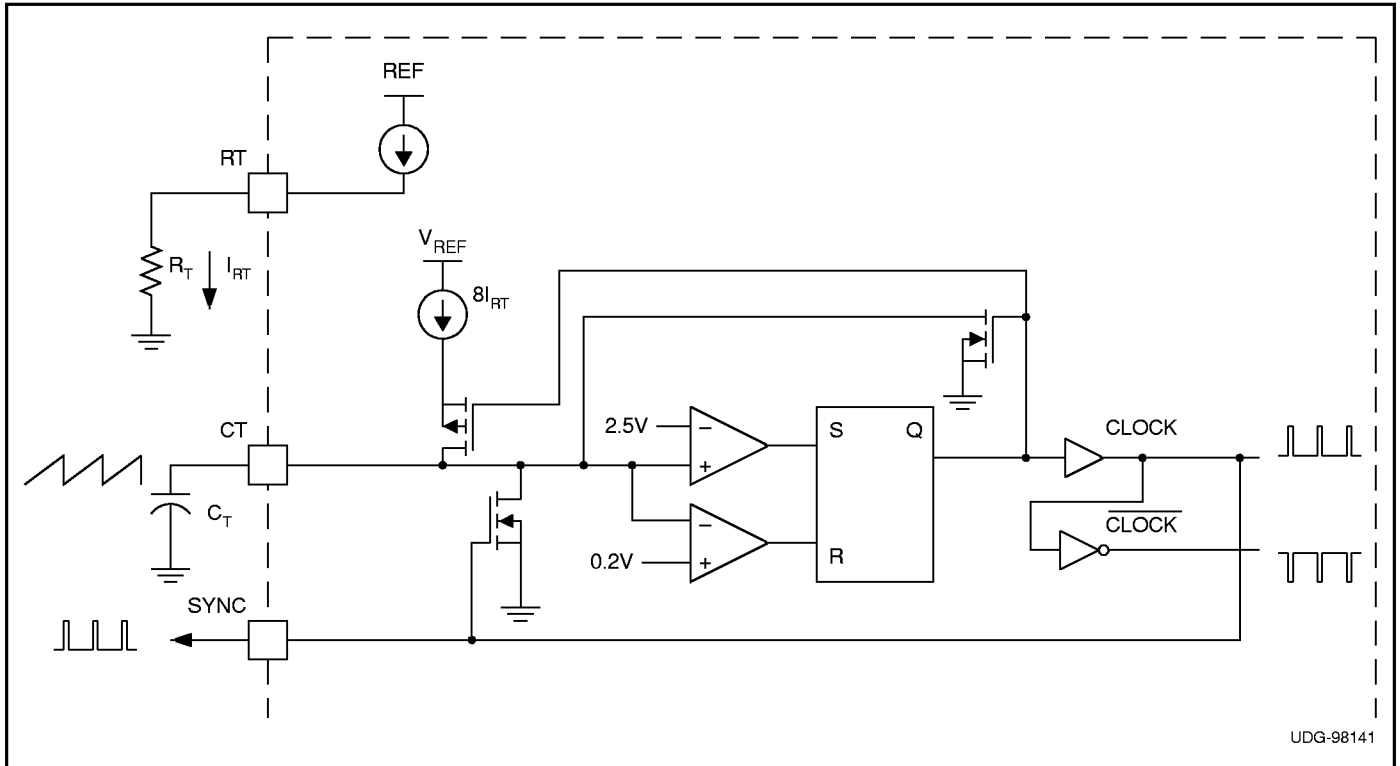 REF
RT
R_T
I_RT
V_REF
8I_RT
CT
C_T
2.5V
−
+
S
Q
CLOCK
CLOCK
−
+
0.2V
R
SYNC
UDG-98141